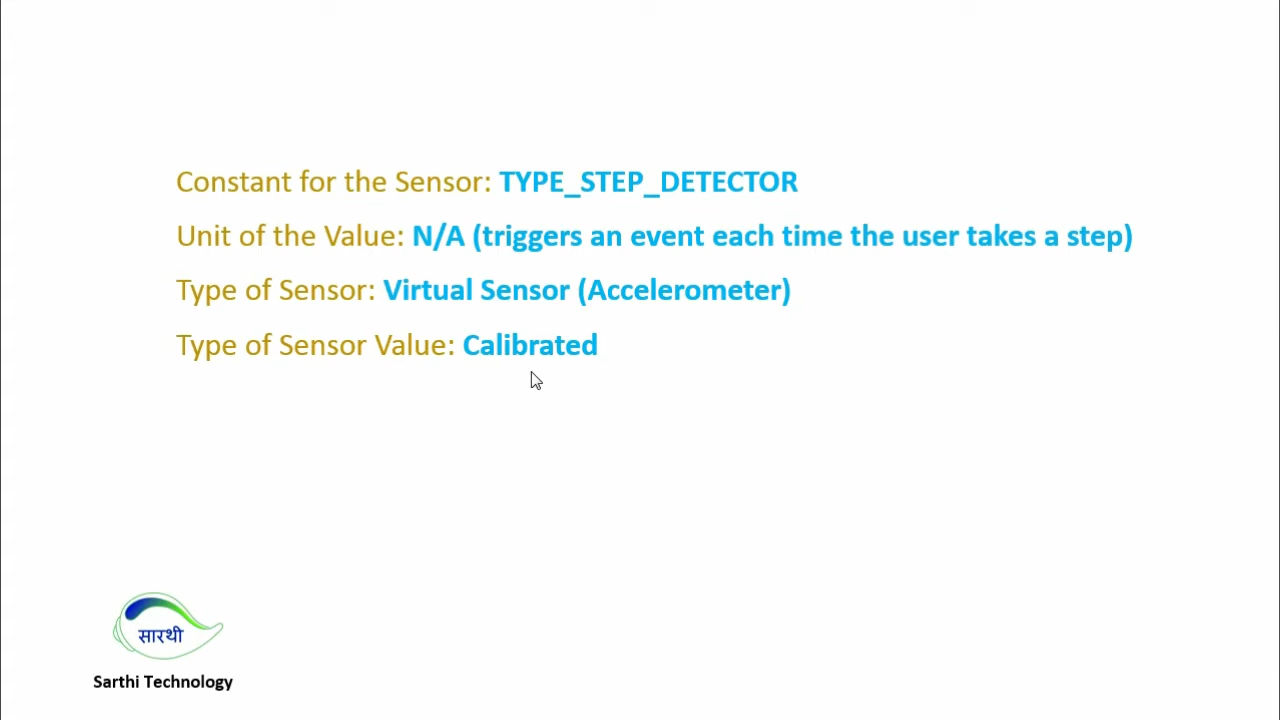 Constant for the Sensor: TYPE_STEP_DETECTOR
Unit of the Value: N/A (triggers an event each time the user takes a step)
Type of Sensor: Virtual Sensor (Accelerometer)
Type of Sensor Value: Calibrated
सारथी
Sarthi Technology